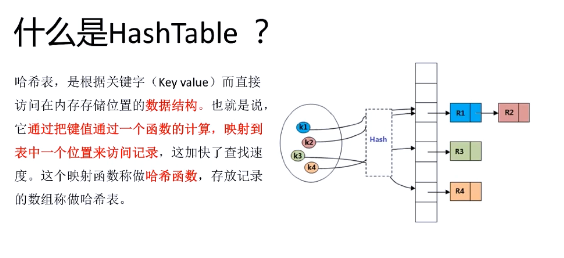 什么是HashTable ？
哈希表，是根据关键字（Key value）而直接
访问在内存存储位置的数据结构。也就是说，
它通过把键值通过一个函数的计算，映射到
表中一个位置来访问记录，这加快了查找速
度。这个映射函数称做哈希函数，存放记录
的数组称做哈希表。
k1
k2
k3
k4
Hash
R1
R2
R3
R4